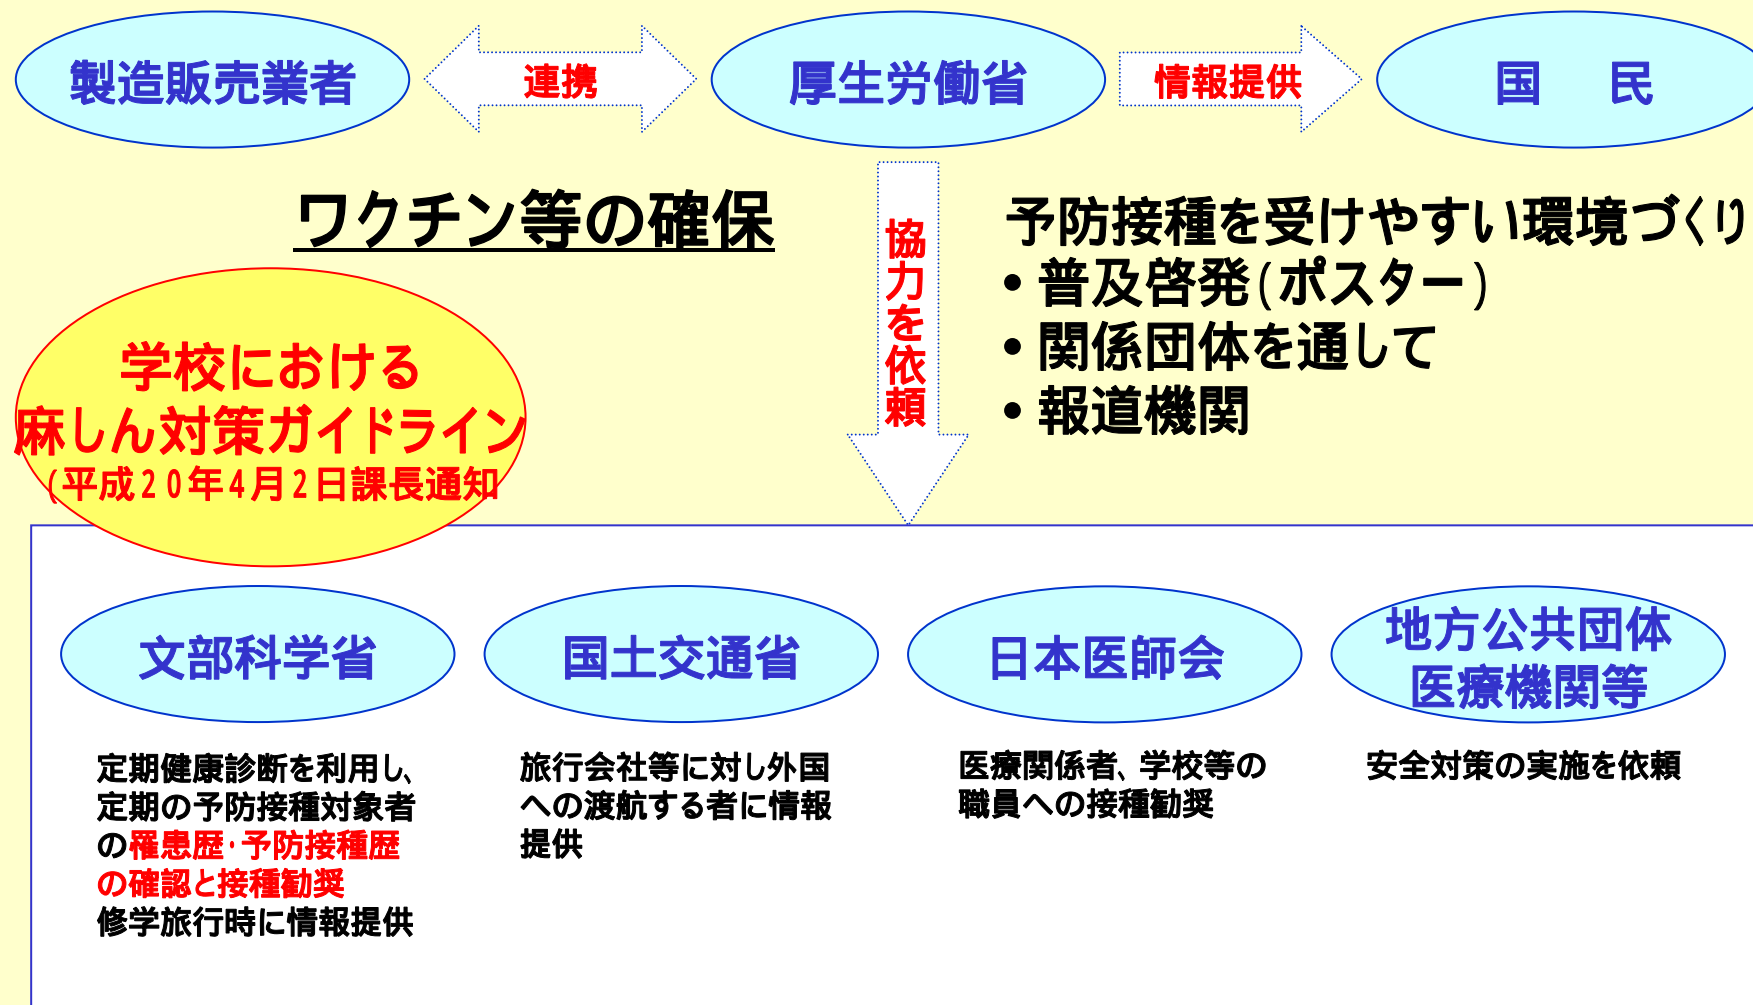 製造販売業者
連携
厚生労働省
情報提供
国 民
ワクチン等の確保
協力を依頼
予防接種を受けやすい環境づくり
•普及啓発(ポスター)
•関係団体を通して
•報道機関
学校における
麻しん対策ガイドライン
(平成20年4月2日課長通知
文部科学省
国土交通省
日本医師会
地方公共団体
医療機関等
定期健康診断を利用し、
定期の予防接種対象者
の罹患歴・予防接種歴
の確認と接種勧奨
修学旅行時に情報提供
旅行会社等に対し外国
への渡航する者に情報
提供
医療関係者、学校等の
職員への接種勧奨
安全対策の実施を依頼